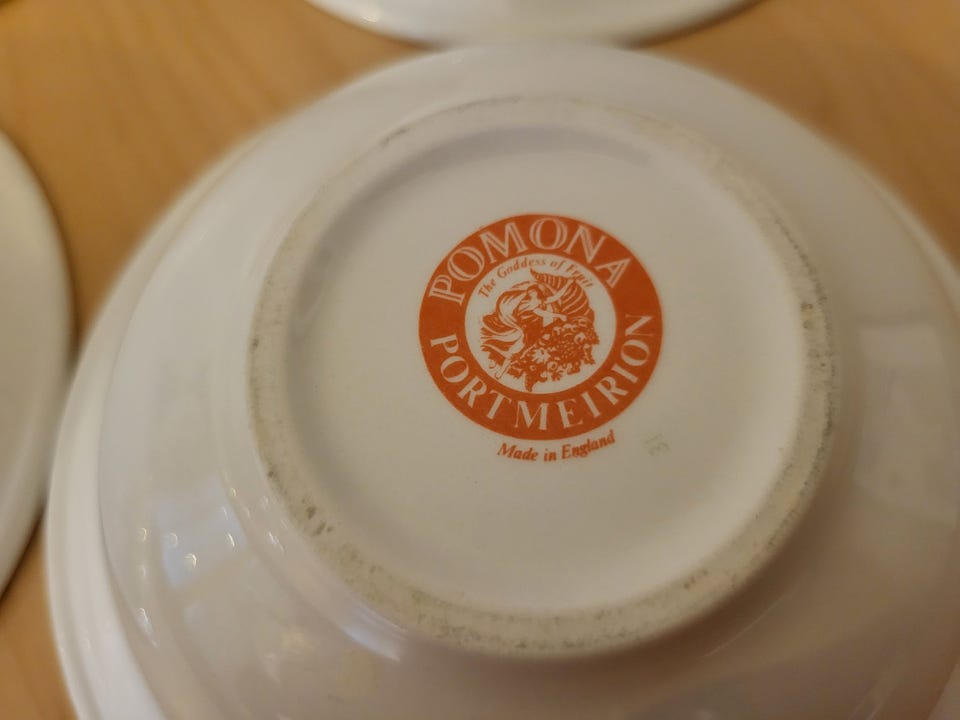 POMONA
The Goddess of Fruit
PORTMEIRION
Made in England